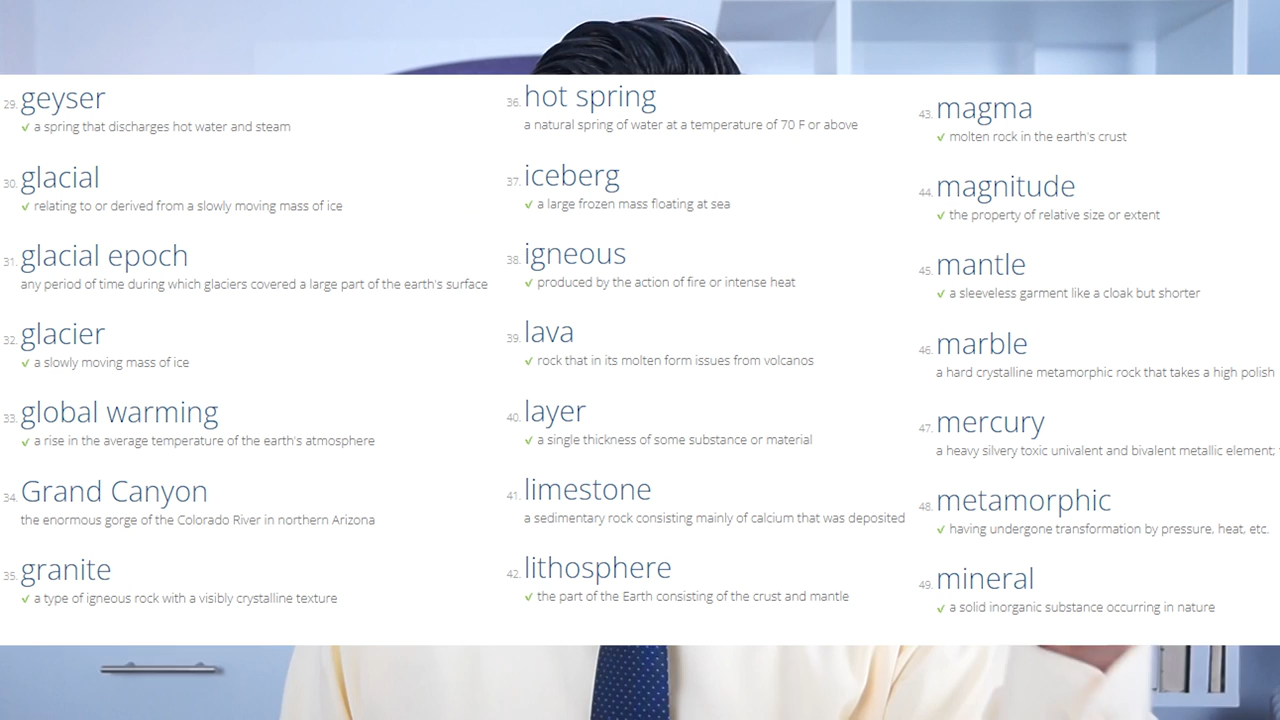 29. geyser
✓ a spring that discharges hot water and steam
30. glacial
✓ relating to or derived from a slowly moving mass of ice
31. glacial epoch
any period of time during which glaciers covered a large part of the earth's surface
32. glacier
✓ a slowly moving mass of ice
33. global warming
✓ a rise in the average temperature of the earth's atmosphere
34. Grand Canyon
the enormous gorge of the Colorado River in northern Arizona
35. granite
✓ a type of igneous rock with a visibly crystalline texture
36. hot spring
a natural spring of water at a temperature of 70 F or above
37. iceberg
✓ a large frozen mass floating at sea
38. igneous
✓ produced by the action of fire or intense heat
39. lava
✓ rock that in its molten form issues from volcanos
40. layer
✓ a single thickness of some substance or material
41. limestone
a sedimentary rock consisting mainly of calcium that was deposited
42. lithosphere
✓ the part of the Earth consisting of the crust and mantle
43. magma
✓ molten rock in the earth's crust
44. magnitude
✓ the property of relative size or extent
45. mantle
✓ a sleeveless garment like a cloak but shorter
46. marble
a hard crystalline metamorphic rock that takes a high polish
47. mercury
a heavy silvery toxic univalent and bivalent metallic element;
48. metamorphic
✓ having undergone transformation by pressure, heat, etc.
49. mineral
✓ a solid inorganic substance occurring in nature